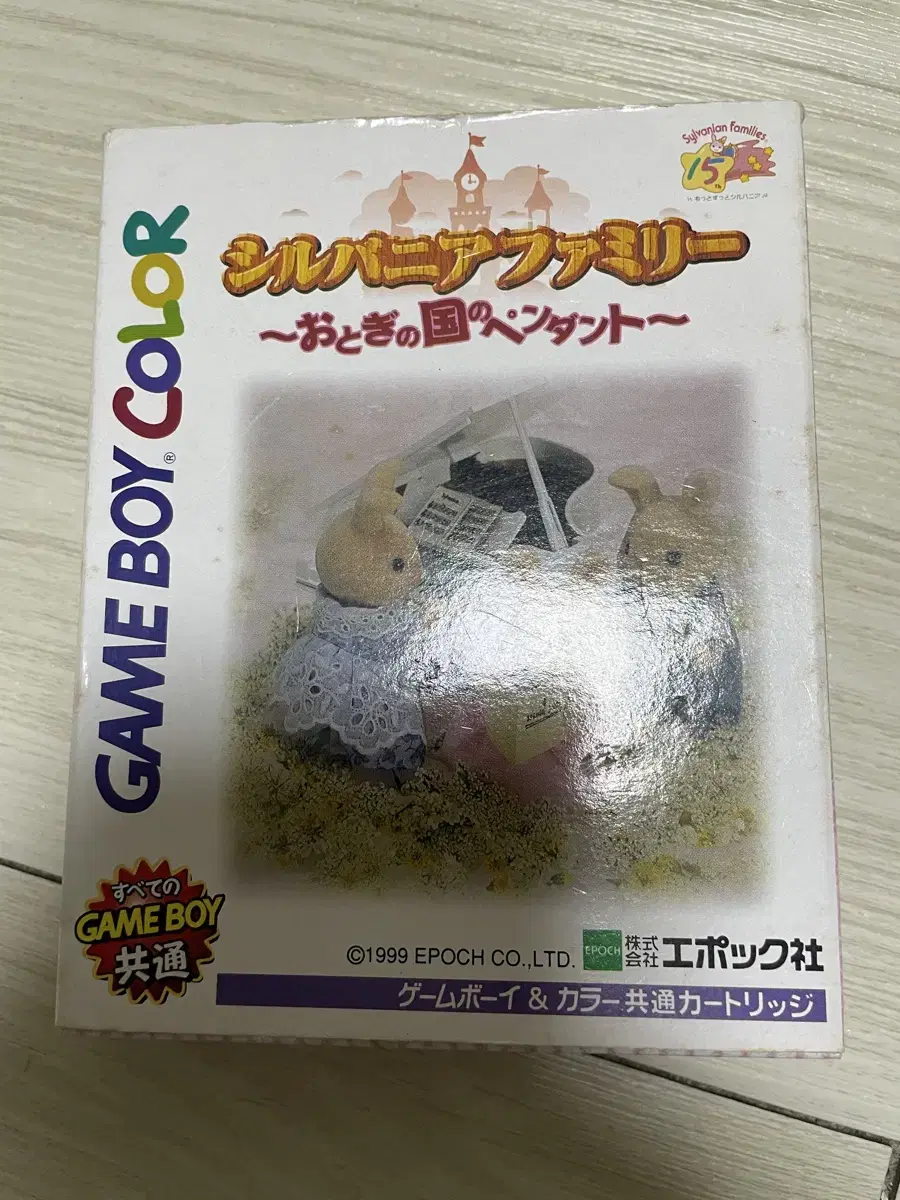 Sylvanian Families
15th
シルバニアファミリー
〜おとぎの国のペンダント〜
GAME BOY® COLOR
すべての
GAME BOY
共通
©1999 EPOCH CO.,LTD.
EPOCH
株式
会社
エポック社
ゲームボーイ & カラー共通カートリッジ